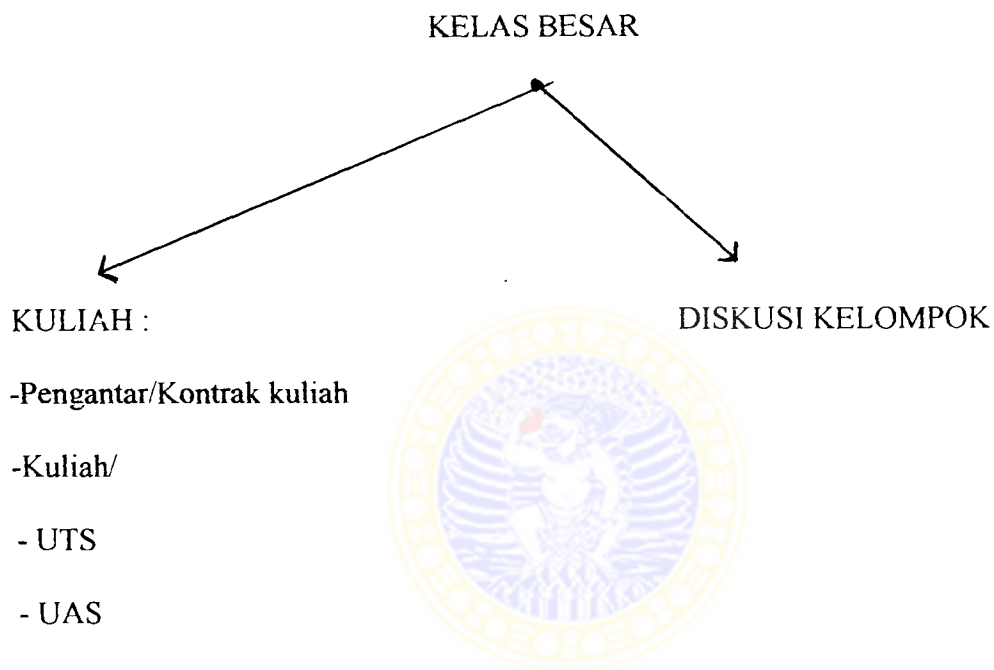 KELAS BESAR
KULIAH :
DISKUSI KELOMPOK
-Pengantar/Kontrak kuliah
-Kuliah/
- UTS
- UAS